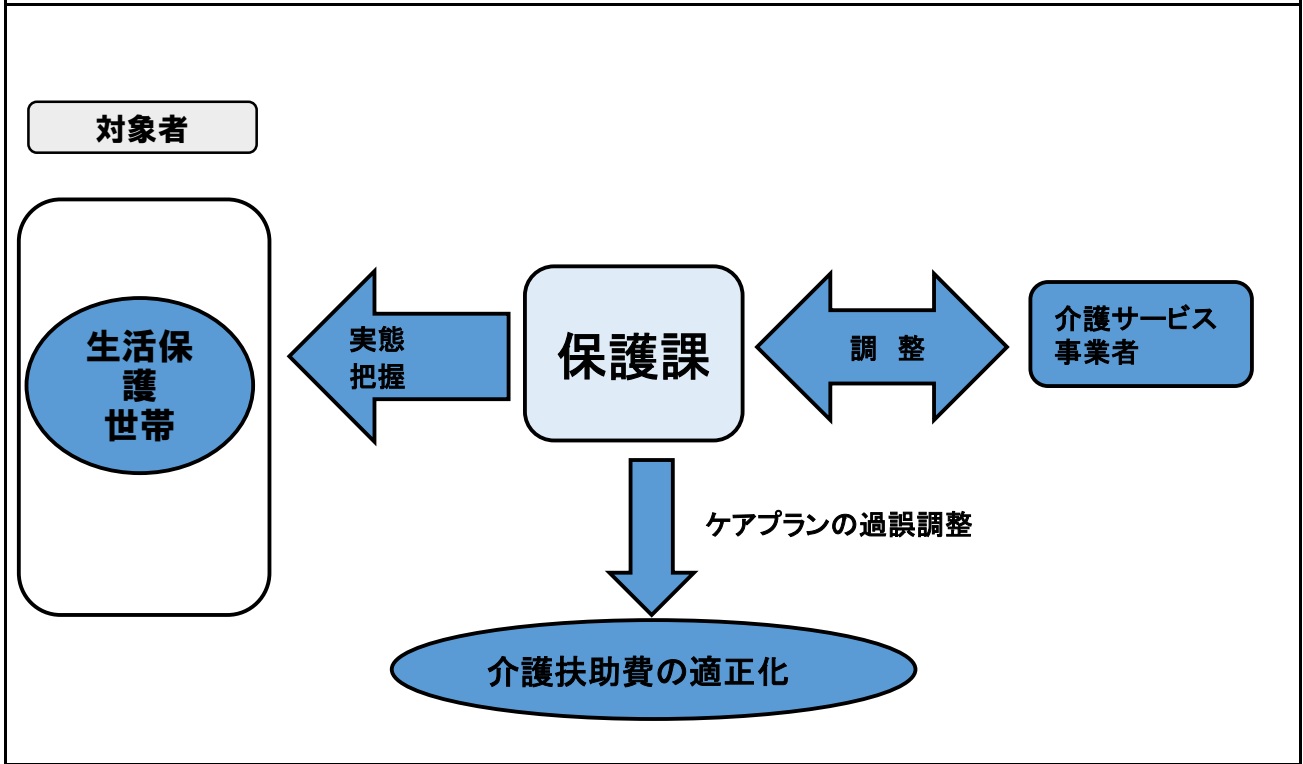 対象者
生活保
護
世帯
実態
把握
保護課
調 整
介護サービス
事業者
ケアプランの過誤調整
介護扶助費の適正化